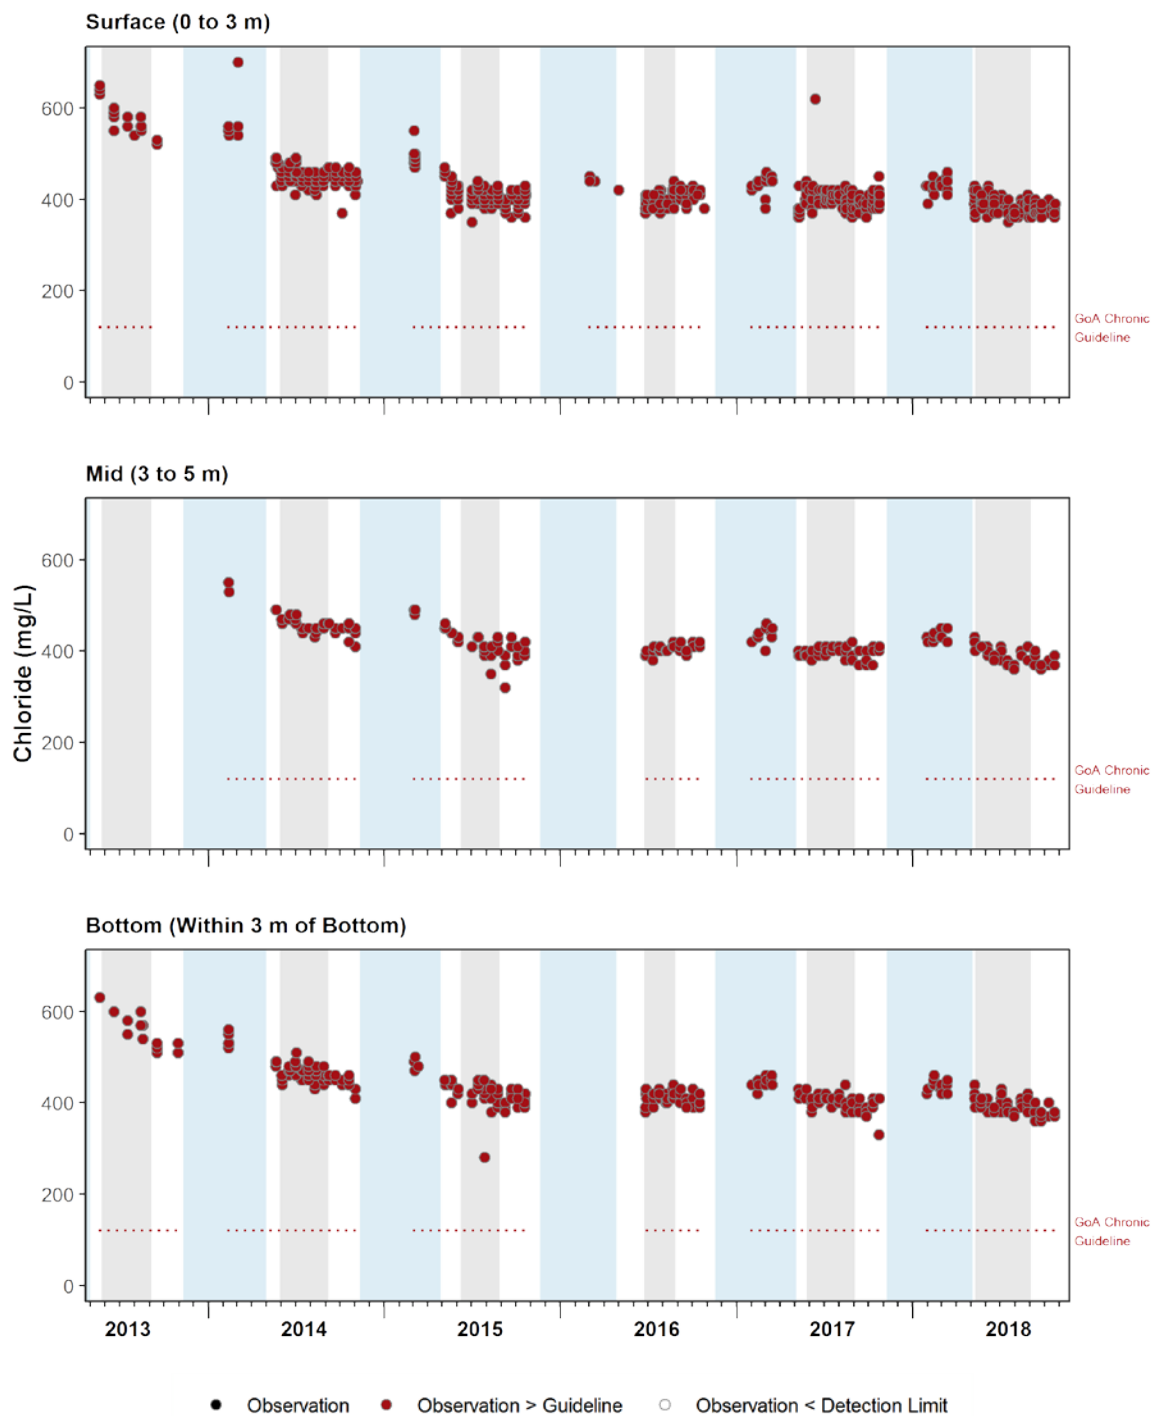 Surface (0 to 3 m)
600
400
200
0
GoA Chronic
Guideline
Mid (3 to 5 m)
600
400
200
0
GoA Chronic
Guideline
Chloride (mg/L)
Bottom (Within 3 m of Bottom)
600
400
200
0
GoA Chronic
Guideline
2013 2014 2015 2016 2017 2018
Observation Observation > Guideline Observation < Detection Limit